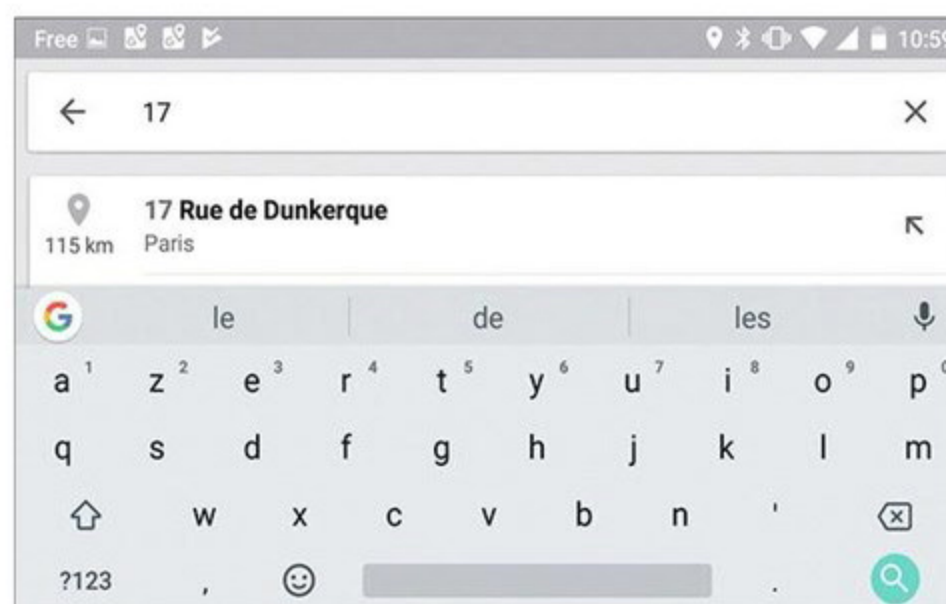 Free 10:59
17
17 Rue de Dunkerque
115 km Paris
G le de les
a 1 z 2 e 3 r 4 t 5 y 6 u 7 i 8 o 9 p 0
q s d f g h j k l m
w x c v b n '
?123 , .